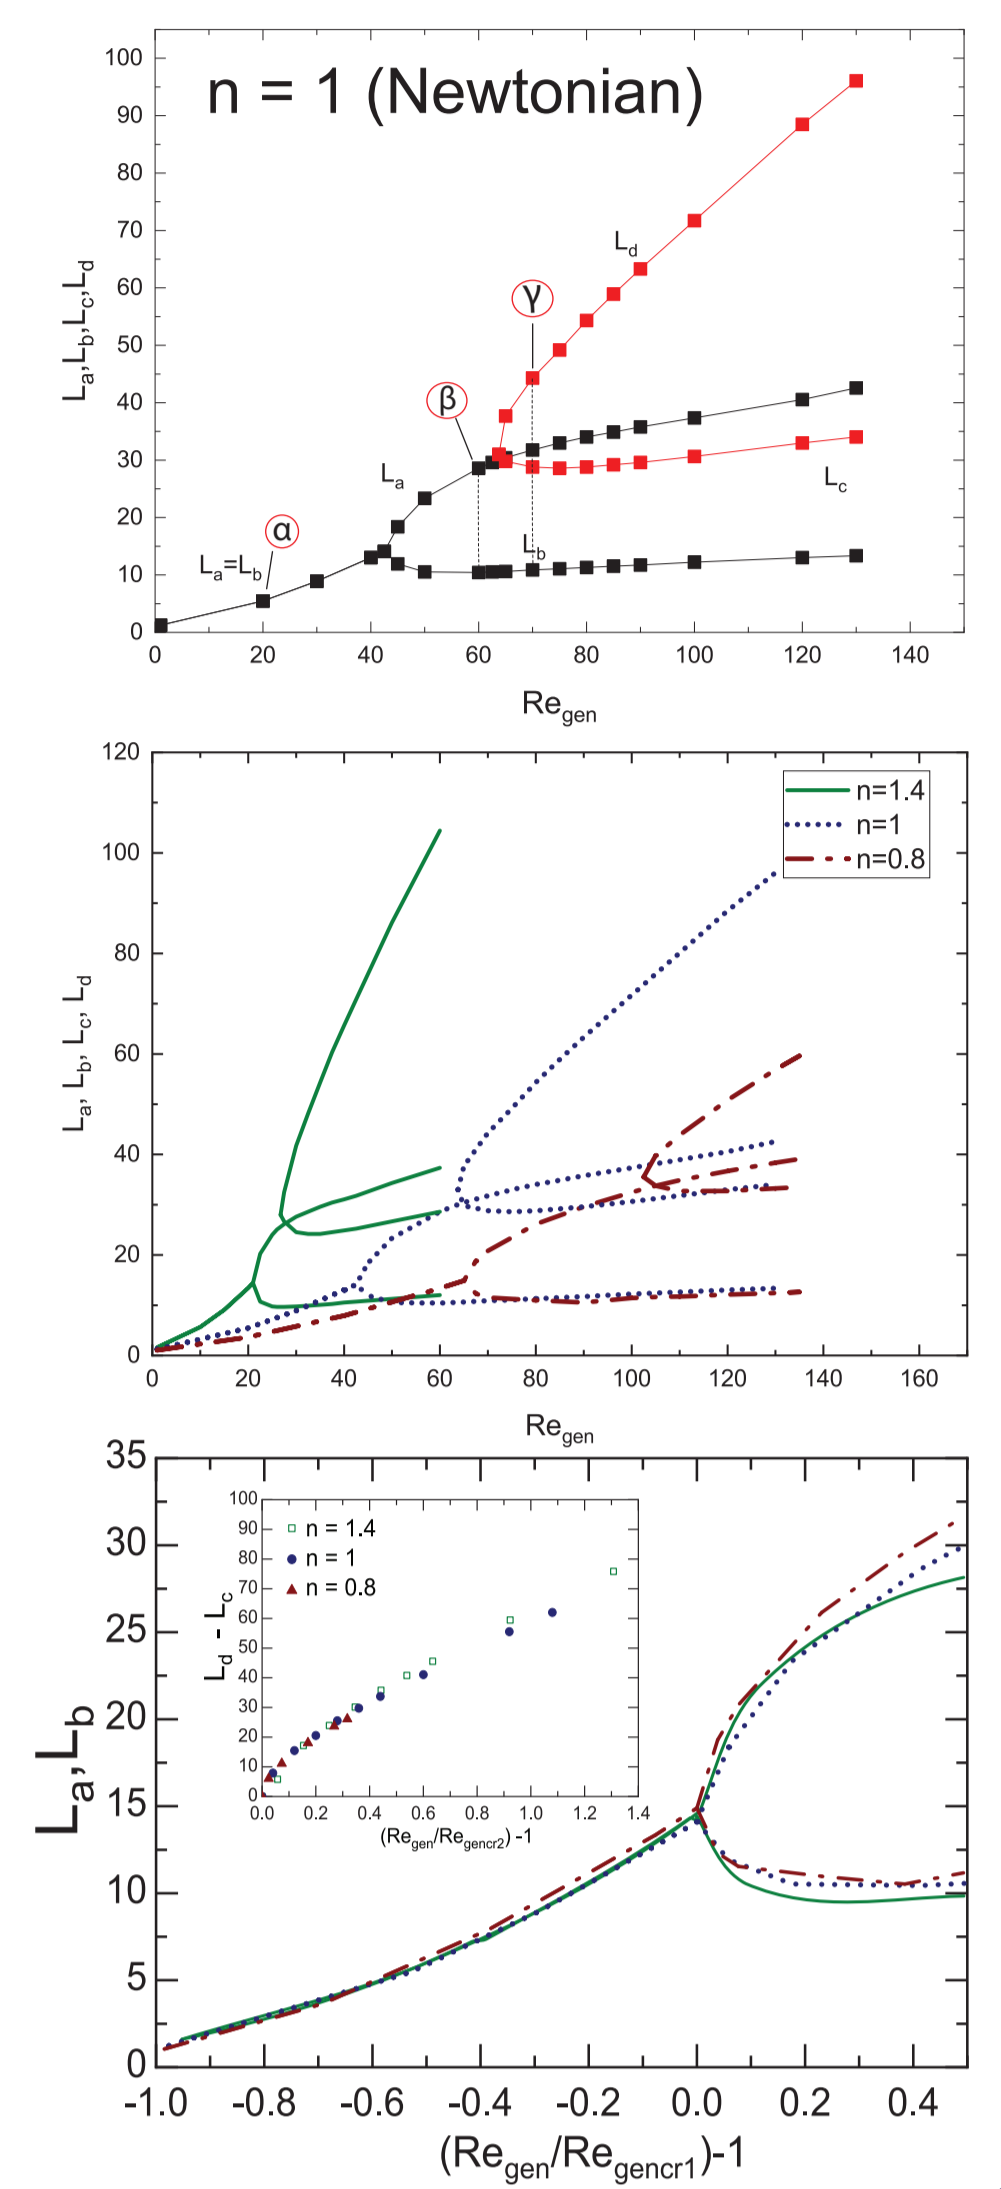 n = 1 (Newtonian)
100
90
80
70
60
50
40
30
20
10
0
La,Lb,Lc,Ld
Ld
γ
β
La
Lc
α
Lb
La=Lb
0 20 40 60 80 100 120 140
Regen
120
100
80
60
40
20
0
La, Lb, Lc, Ld
n=1.4
n=1
n=0.8
0 20 40 60 80 100 120 140 160
Regen
35
30
25
20
15
10
5
0
La,Lb
100
90
80
70
60
50
40
30
20
10
0
Ld - Lc
n = 1.4
n = 1
n = 0.8
0.0 0.2 0.4 0.6 0.8 1.0 1.2 1.4
(Regen/Regencr2) -1
-1.0 -0.8 -0.6 -0.4 -0.2 0.0 0.2 0.4
(Regen/Regencr1)-1